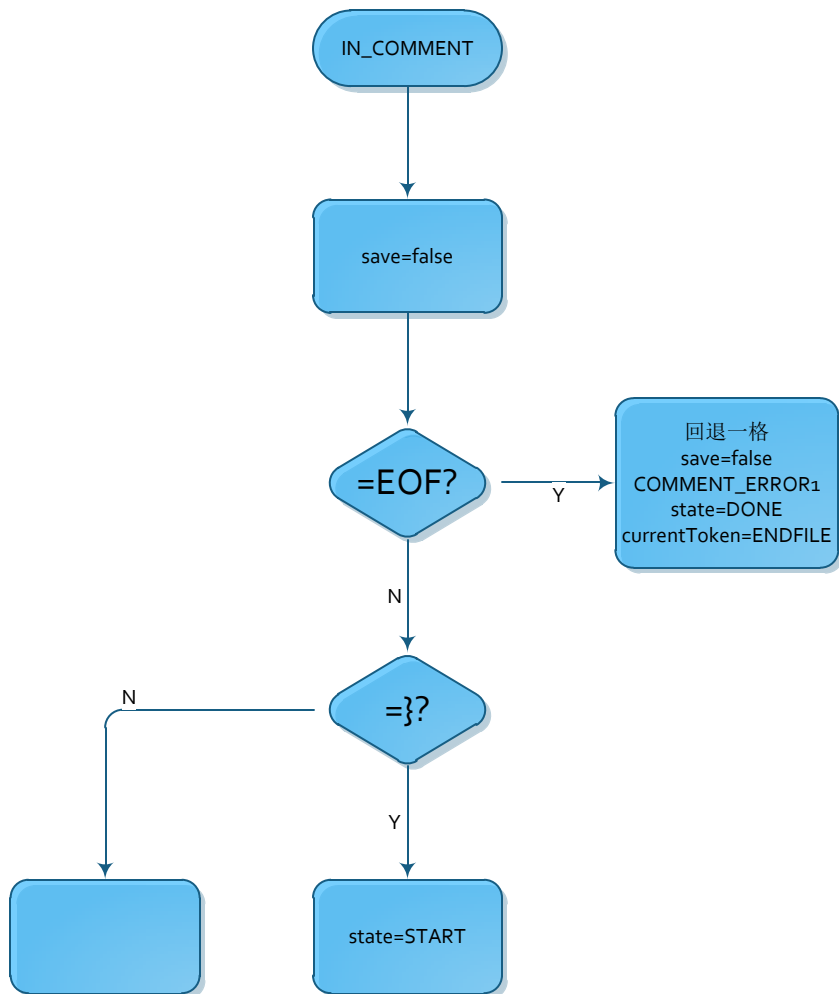 IN_COMMENT
save=false
=EOF?
Y
回退一格
save=false
COMMENT_ERROR1
state=DONE
currentToken=ENDFILE
N
=}?
N
Y
state=START